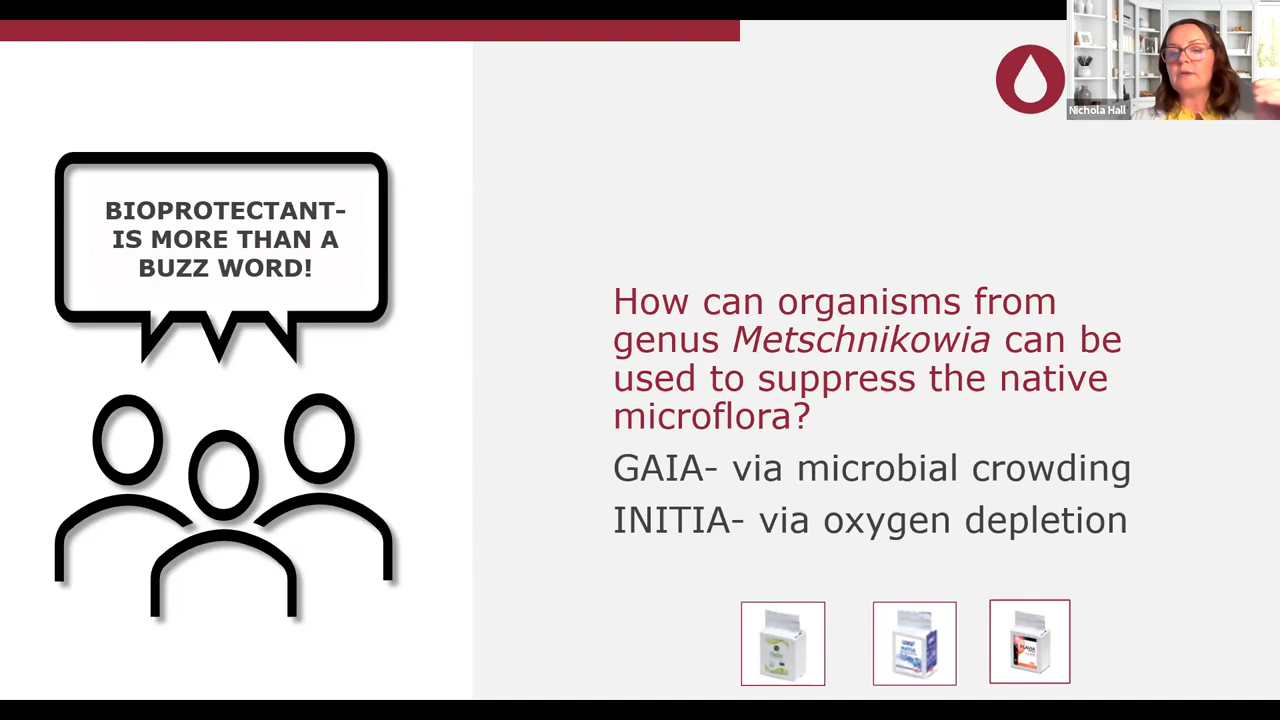 Nichola Hall
BIOPROTECTANT-
IS MORE THAN A
BUZZ WORD!
How can organisms from
genus Metschnikowia can be
used to suppress the native
microflora?
GAIA- via microbial crowding
INITIA- via oxygen depletion
INITIA